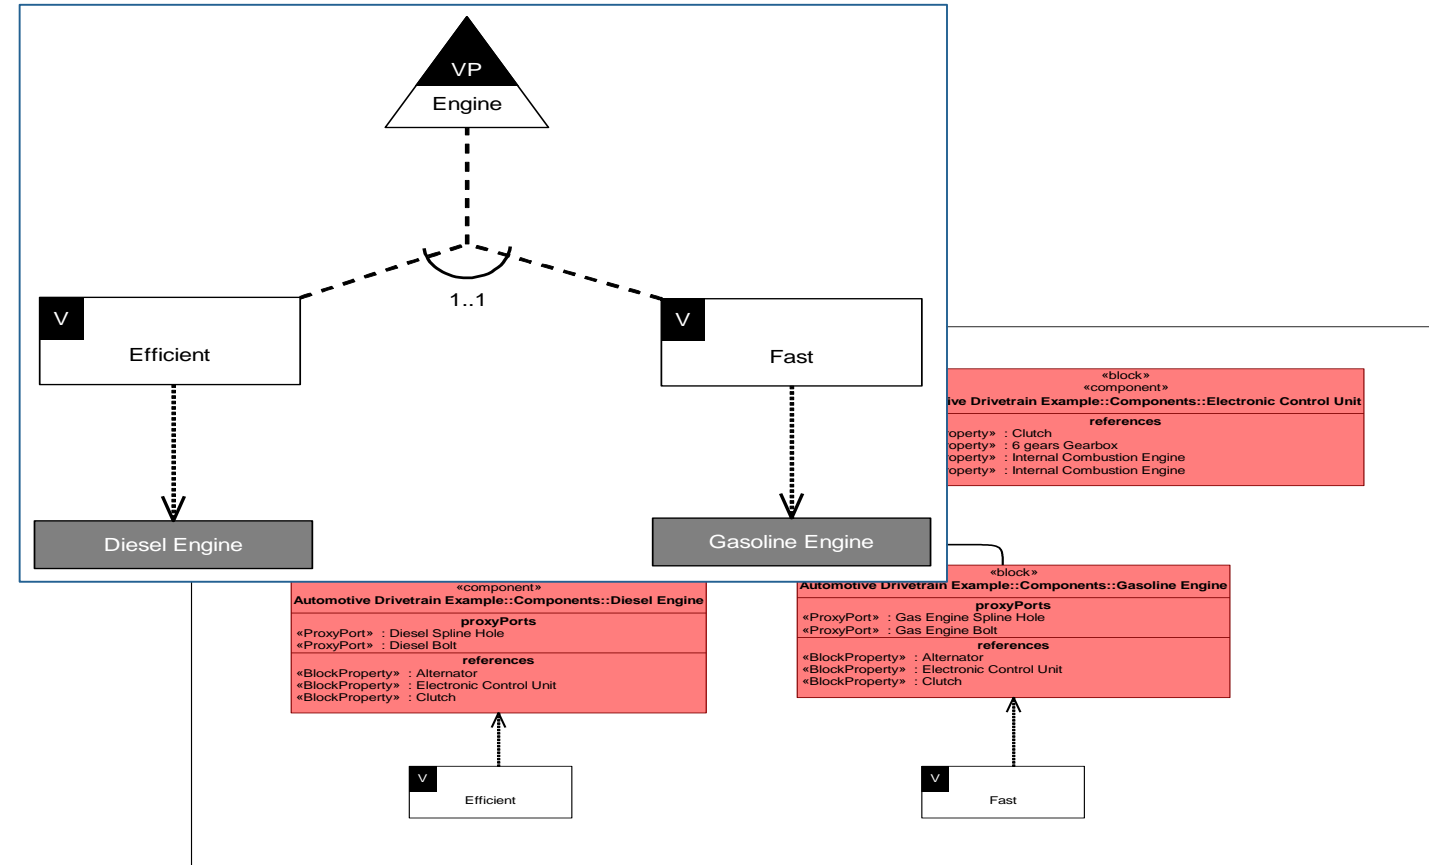 VP
Engine
1..1
V
Efficient
V
Fast
Diesel Engine
Gasoline Engine
«block»
«component»
ive Drivetrain Example::Components::Electronic Control Unit
references
operty» : Clutch
roperty» : 6 gears Gearbox
roperty» : Internal Combustion Engine
roperty» : Internal Combustion Engine
«component»
Automotive Drivetrain Example::Components::Diesel Engine
proxyPorts
«ProxyPort» : Diesel Spline Hole
«ProxyPort» : Diesel Bolt
references
«BlockProperty» : Alternator
«BlockProperty» : Electronic Control Unit
«BlockProperty» : Clutch
«block»
Automotive Drivetrain Example::Components::Gasoline Engine
proxyPorts
«ProxyPort» : Gas Engine Spline Hole
«ProxyPort» : Gas Engine Bolt
references
«BlockProperty» : Alternator
«BlockProperty» : Electronic Control Unit
«BlockProperty» : Clutch
V
Efficient
V
Fast